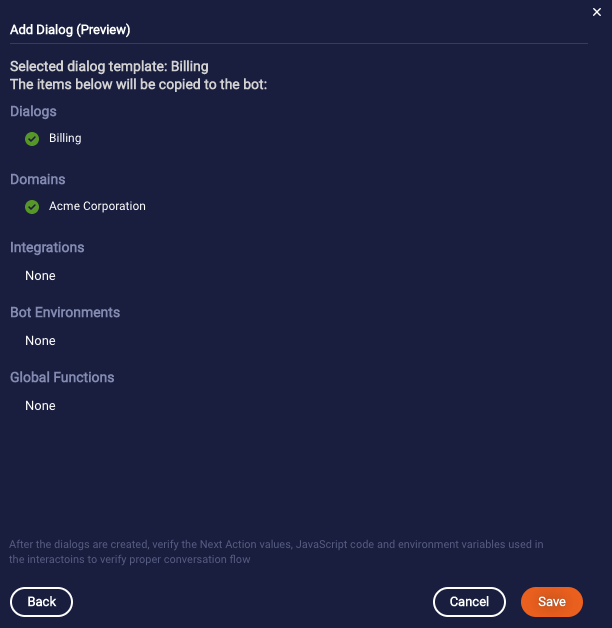 Add Dialog (Preview)
Selected dialog template: Billing
The items below will be copied to the bot:
Dialogs
Billing
Domains
Acme Corporation
Integrations
None
Bot Environments
None
Global Functions
None
After the dialogs are created, verify the Next Action values, JavaScript code and environment variables used in
the interactoins to verify proper conversation flow
Back
Cancel
Save